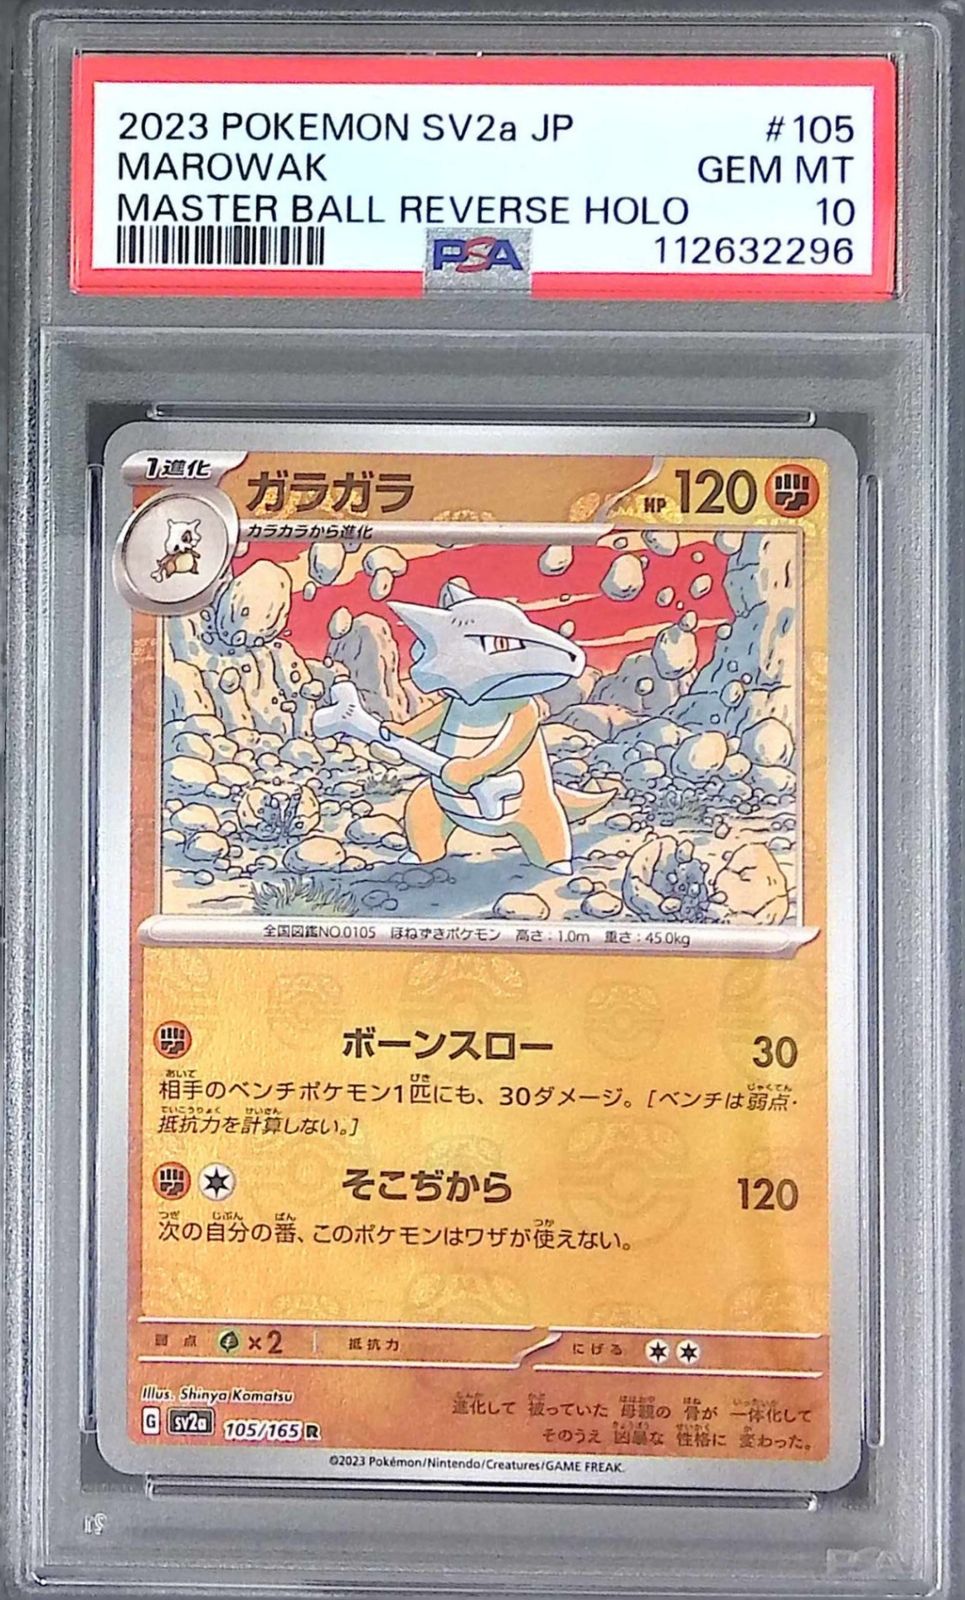 2023 POKEMON SV2a JP #105
MAROWAK GEM MT
MASTER BALL REVERSE HOLO 10
PSA 112632296
1進化 ガラガラ HP 120
カラカラから進化
全国図鑑NO.0105 ほねずきポケモン 高さ:1.0m 重さ:45.0kg
ボーンスロー 30
相手のベンチポケモン1匹にも、30ダメージ。[ベンチは弱点・
抵抗力を計算しない。]
そこぢから 120
次の自分の番、このポケモンはワザが使えない。
弱点 ×2 抵抗力 にげる
Illus. Shinya Komatsu
進化して 被っていた 母親の 骨が 一体化して
G sv2a 105/165 R
そのうえ 凶暴な 性格に 変わった。
©2023 Pokémon/Nintendo/Creatures/GAME FREAK.
PSA